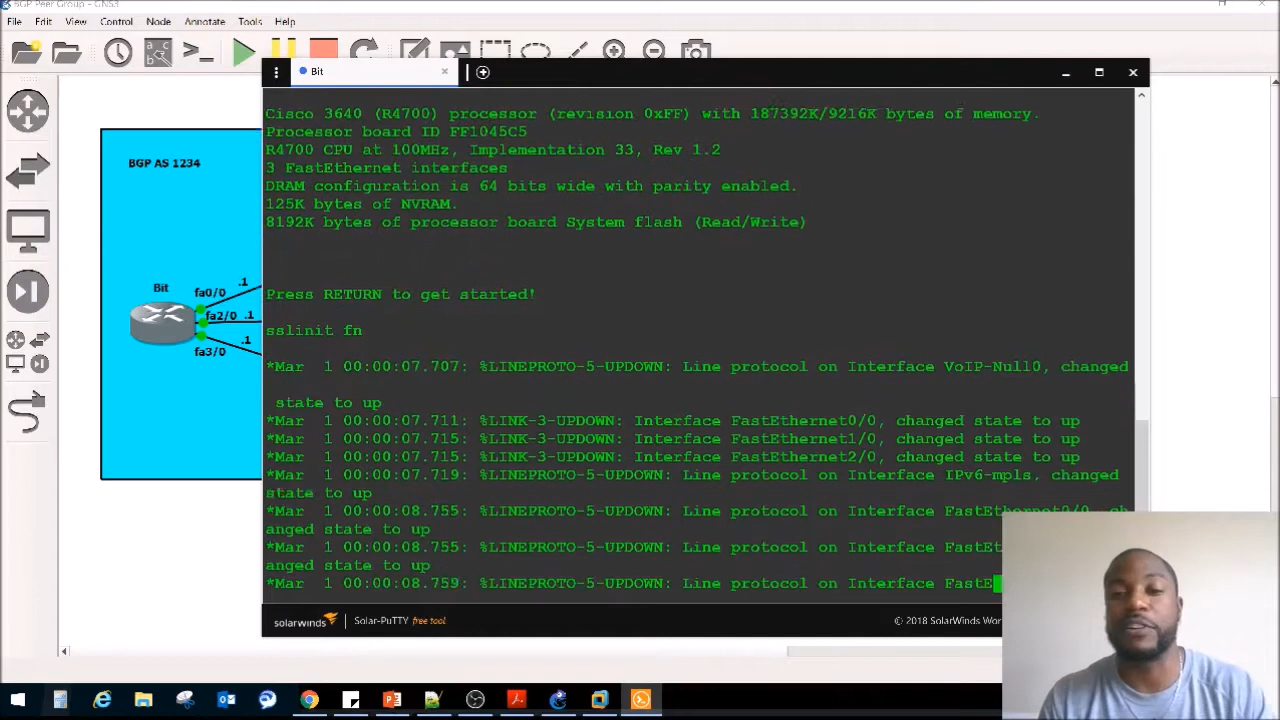 BGP Peer Group - GNS3
File Edit View Control Node Annotate Tools Help
Bit
BGP AS 1234
Bit
fa0/0 .1
fa2/0 .1
.1
fa3/0
Cisco 3640 (R4700) processor (revision 0xFF) with 187392K/9216K bytes of memory.
Processor board ID FF1045C5
R4700 CPU at 100MHz, Implementation 33, Rev 1.2
3 FastEthernet interfaces
DRAM configuration is 64 bits wide with parity enabled.
125K bytes of NVRAM.
8192K bytes of processor board System flash (Read/Write)
Press RETURN to get started!
sslinit fn
*Mar  1 00:00:07.707: %LINEPROTO-5-UPDOWN: Line protocol on Interface VoIP-Null0, changed
state to up
*Mar  1 00:00:07.711: %LINK-3-UPDOWN: Interface FastEthernet0/0, changed state to up
*Mar  1 00:00:07.715: %LINK-3-UPDOWN: Interface FastEthernet1/0, changed state to up
*Mar  1 00:00:07.715: %LINK-3-UPDOWN: Interface FastEthernet2/0, changed state to up
*Mar  1 00:00:07.719: %LINEPROTO-5-UPDOWN: Line protocol on Interface IPv6-mpls, changed
state to up
*Mar  1 00:00:08.755: %LINEPROTO-5-UPDOWN: Line protocol on Interface FastEthernet0/0, ch
anged state to up
*Mar  1 00:00:08.755: %LINEPROTO-5-UPDOWN: Line protocol on Interface FastEt
anged state to up
*Mar  1 00:00:08.759: %LINEPROTO-5-UPDOWN: Line protocol on Interface FastE
solarwinds Solar-PuTTY free tool © 2018 SolarWinds Wor